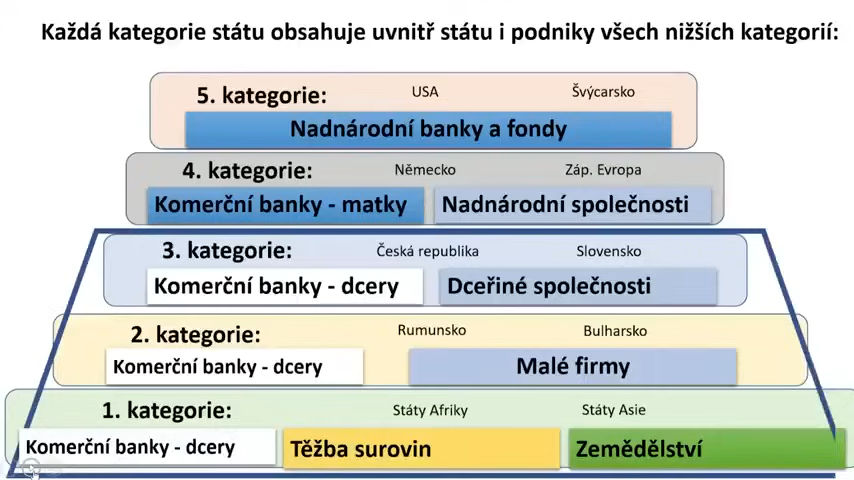 Každá kategorie státu obsahuje uvnitř státu i podniky všech nižších kategorií:
5. kategorie: USA Švýcarsko
Nadnárodní banky a fondy
4. kategorie: Německo Záp. Evropa
Komerční banky - matky Nadnárodní společnosti
3. kategorie: Česká republika Slovensko
Komerční banky - dcery Dceřiné společnosti
2. kategorie: Rumunsko Bulharsko
Komerční banky - dcery Malé firmy
1. kategorie: Státy Afriky Státy Asie
Komerční banky - dcery Těžba surovin Zemědělství